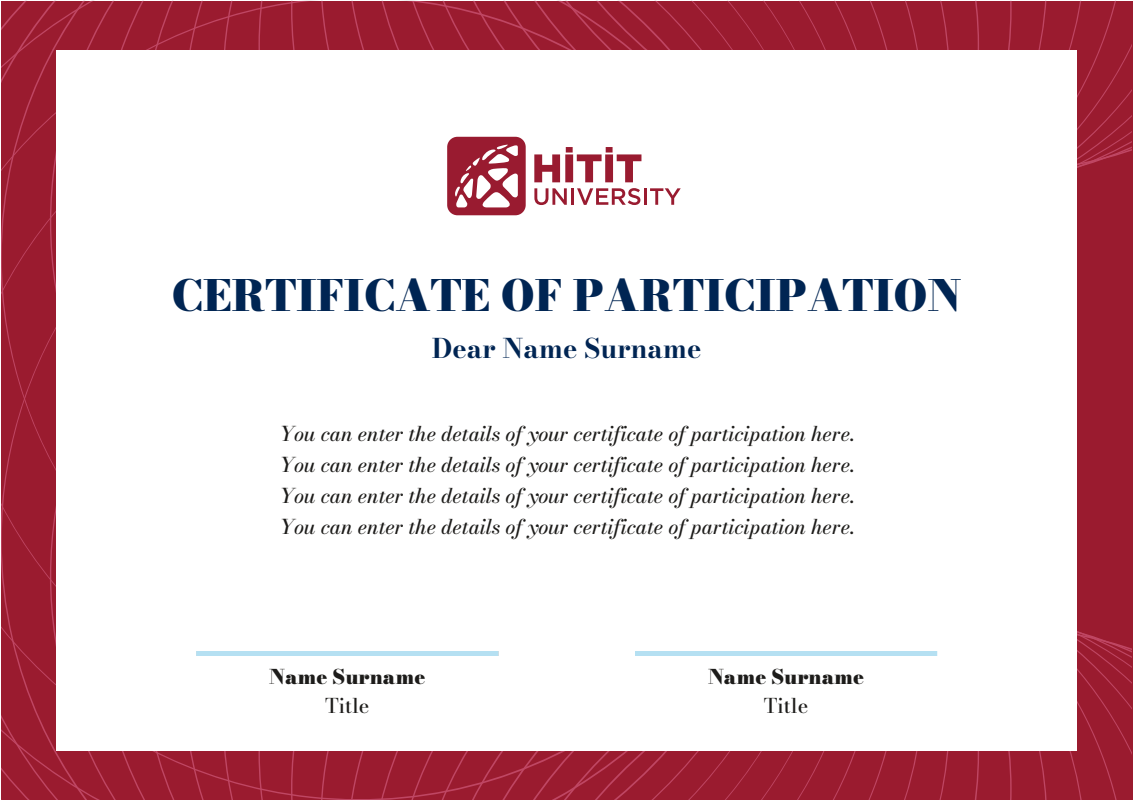 HiTiT
UNIVERSITY
CERTIFICATE OF PARTICIPATION
Dear Name Surname
You can enter the details of your certificate of participation here.
You can enter the details of your certificate of participation here.
You can enter the details of your certificate of participation here.
You can enter the details of your certificate of participation here.
Name Surname
Title
Name Surname
Title